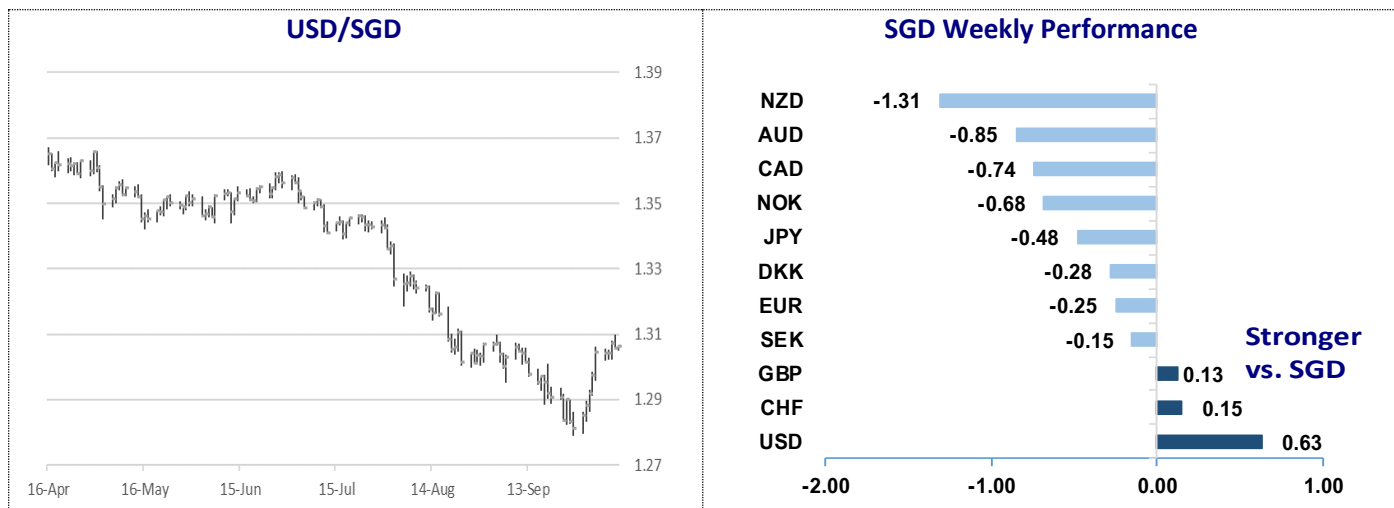 USD/SGD
1.39
1.37
1.35
1.33
1.31
1.29
1.27
16-Apr 16-May 15-Jun 15-Jul 14-Aug 13-Sep
SGD Weekly Performance
NZD -1.31
AUD -0.85
CAD -0.74
NOK -0.68
JPY -0.48
DKK -0.28
EUR -0.25
SEK -0.15
Stronger
vs. SGD
GBP 0.13
CHF 0.15
USD 0.63
-2.00 -1.00 0.00 1.00